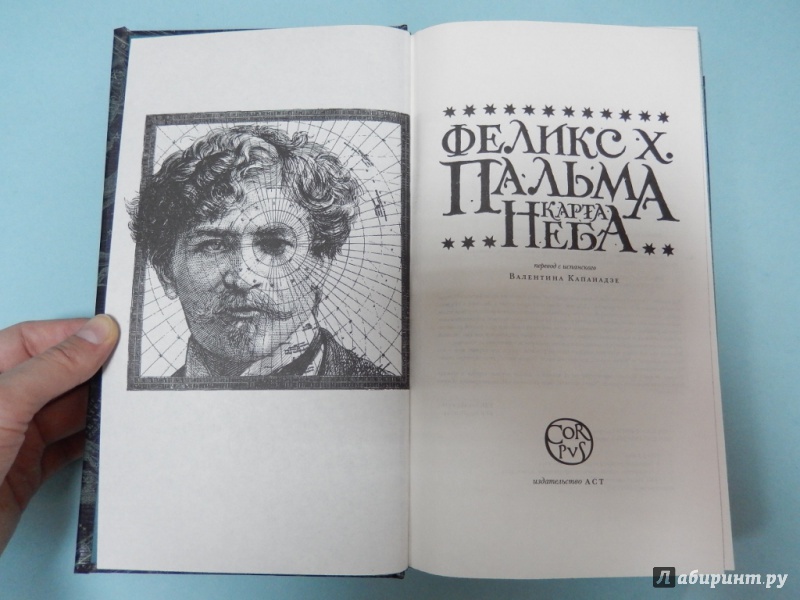 ФЕЛИКС Х.
ПАЛЬМА
КАРТА
НЕБА
перевод с испанского
ВАЛЕНТИНА КАПАНАДЗЕ
CORPVS
издательство АСТ
Лабиринт.ру